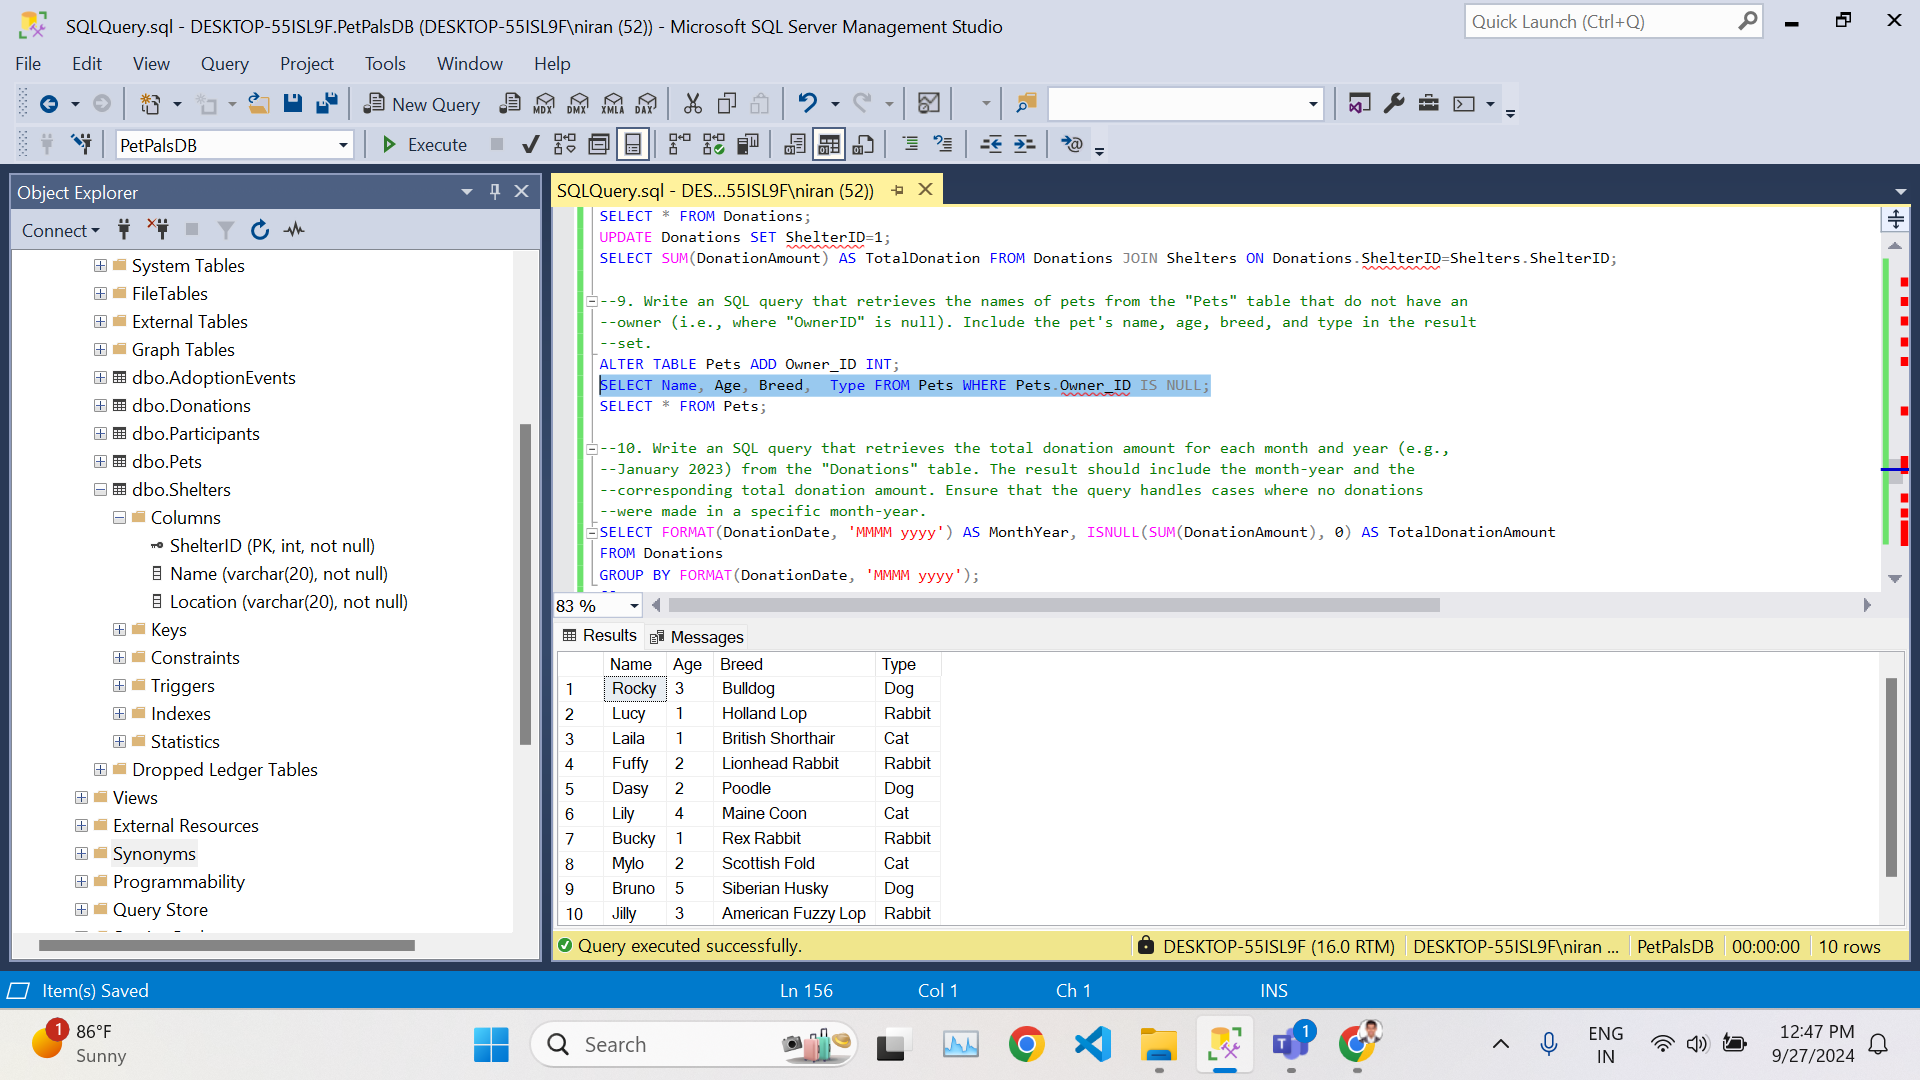 SQLQuery.sql - DESKTOP-55ISL9F.PetPalsDB (DESKTOP-55ISL9F\niran (52)) - Microsoft SQL Server Management Studio
Quick Launch (Ctrl+Q)
File Edit View Query Project Tools Window Help
New Query MDX DMX XMLA DAX
PetPalsDB Execute
Object Explorer
Connect
System Tables
FileTables
External Tables
Graph Tables
dbo.AdoptionEvents
dbo.Donations
dbo.Participants
dbo.Pets
dbo.Shelters
Columns
ShelterID (PK, int, not null)
Name (varchar(20), not null)
Location (varchar(20), not null)
Keys
Constraints
Triggers
Indexes
Statistics
Dropped Ledger Tables
Views
External Resources
Synonyms
Programmability
Query Store
SQLQuery.sql - DES...55ISL9F\niran (52))
SELECT * FROM Donations;
UPDATE Donations SET ShelterID=1;
SELECT SUM(DonationAmount) AS TotalDonation FROM Donations JOIN Shelters ON Donations.ShelterID=Shelters.ShelterID;
--9. Write an SQL query that retrieves the names of pets from the "Pets" table that do not have an
--owner (i.e., where "OwnerID" is null). Include the pet's name, age, breed, and type in the result
--set.
ALTER TABLE Pets ADD Owner_ID INT;
SELECT Name, Age, Breed,  Type FROM Pets WHERE Pets.Owner_ID IS NULL;
SELECT * FROM Pets;
--10. Write an SQL query that retrieves the total donation amount for each month and year (e.g.,
--January 2023) from the "Donations" table. The result should include the month-year and the
--corresponding total donation amount. Ensure that the query handles cases where no donations
--were made in a specific month-year.
SELECT FORMAT(DonationDate, 'MMMM yyyy') AS MonthYear, ISNULL(SUM(DonationAmount), 0) AS TotalDonationAmount
FROM Donations
GROUP BY FORMAT(DonationDate, 'MMMM yyyy');
83 %
Results Messages
Name Age Breed Type
1 Rocky 3 Bulldog Dog
2 Lucy 1 Holland Lop Rabbit
3 Laila 1 British Shorthair Cat
4 Fuffy 2 Lionhead Rabbit Rabbit
5 Dasy 2 Poodle Dog
6 Lily 4 Maine Coon Cat
7 Bucky 1 Rex Rabbit Rabbit
8 Mylo 2 Scottish Fold Cat
9 Bruno 5 Siberian Husky Dog
10 Jilly 3 American Fuzzy Lop Rabbit
Query executed successfully. DESKTOP-55ISL9F (16.0 RTM) DESKTOP-55ISL9F\niran ... PetPalsDB 00:00:00 10 rows
Item(s) Saved Ln 156 Col 1 Ch 1 INS
1 86°F
Sunny
Search
1
ENG
IN
12:47 PM
9/27/2024